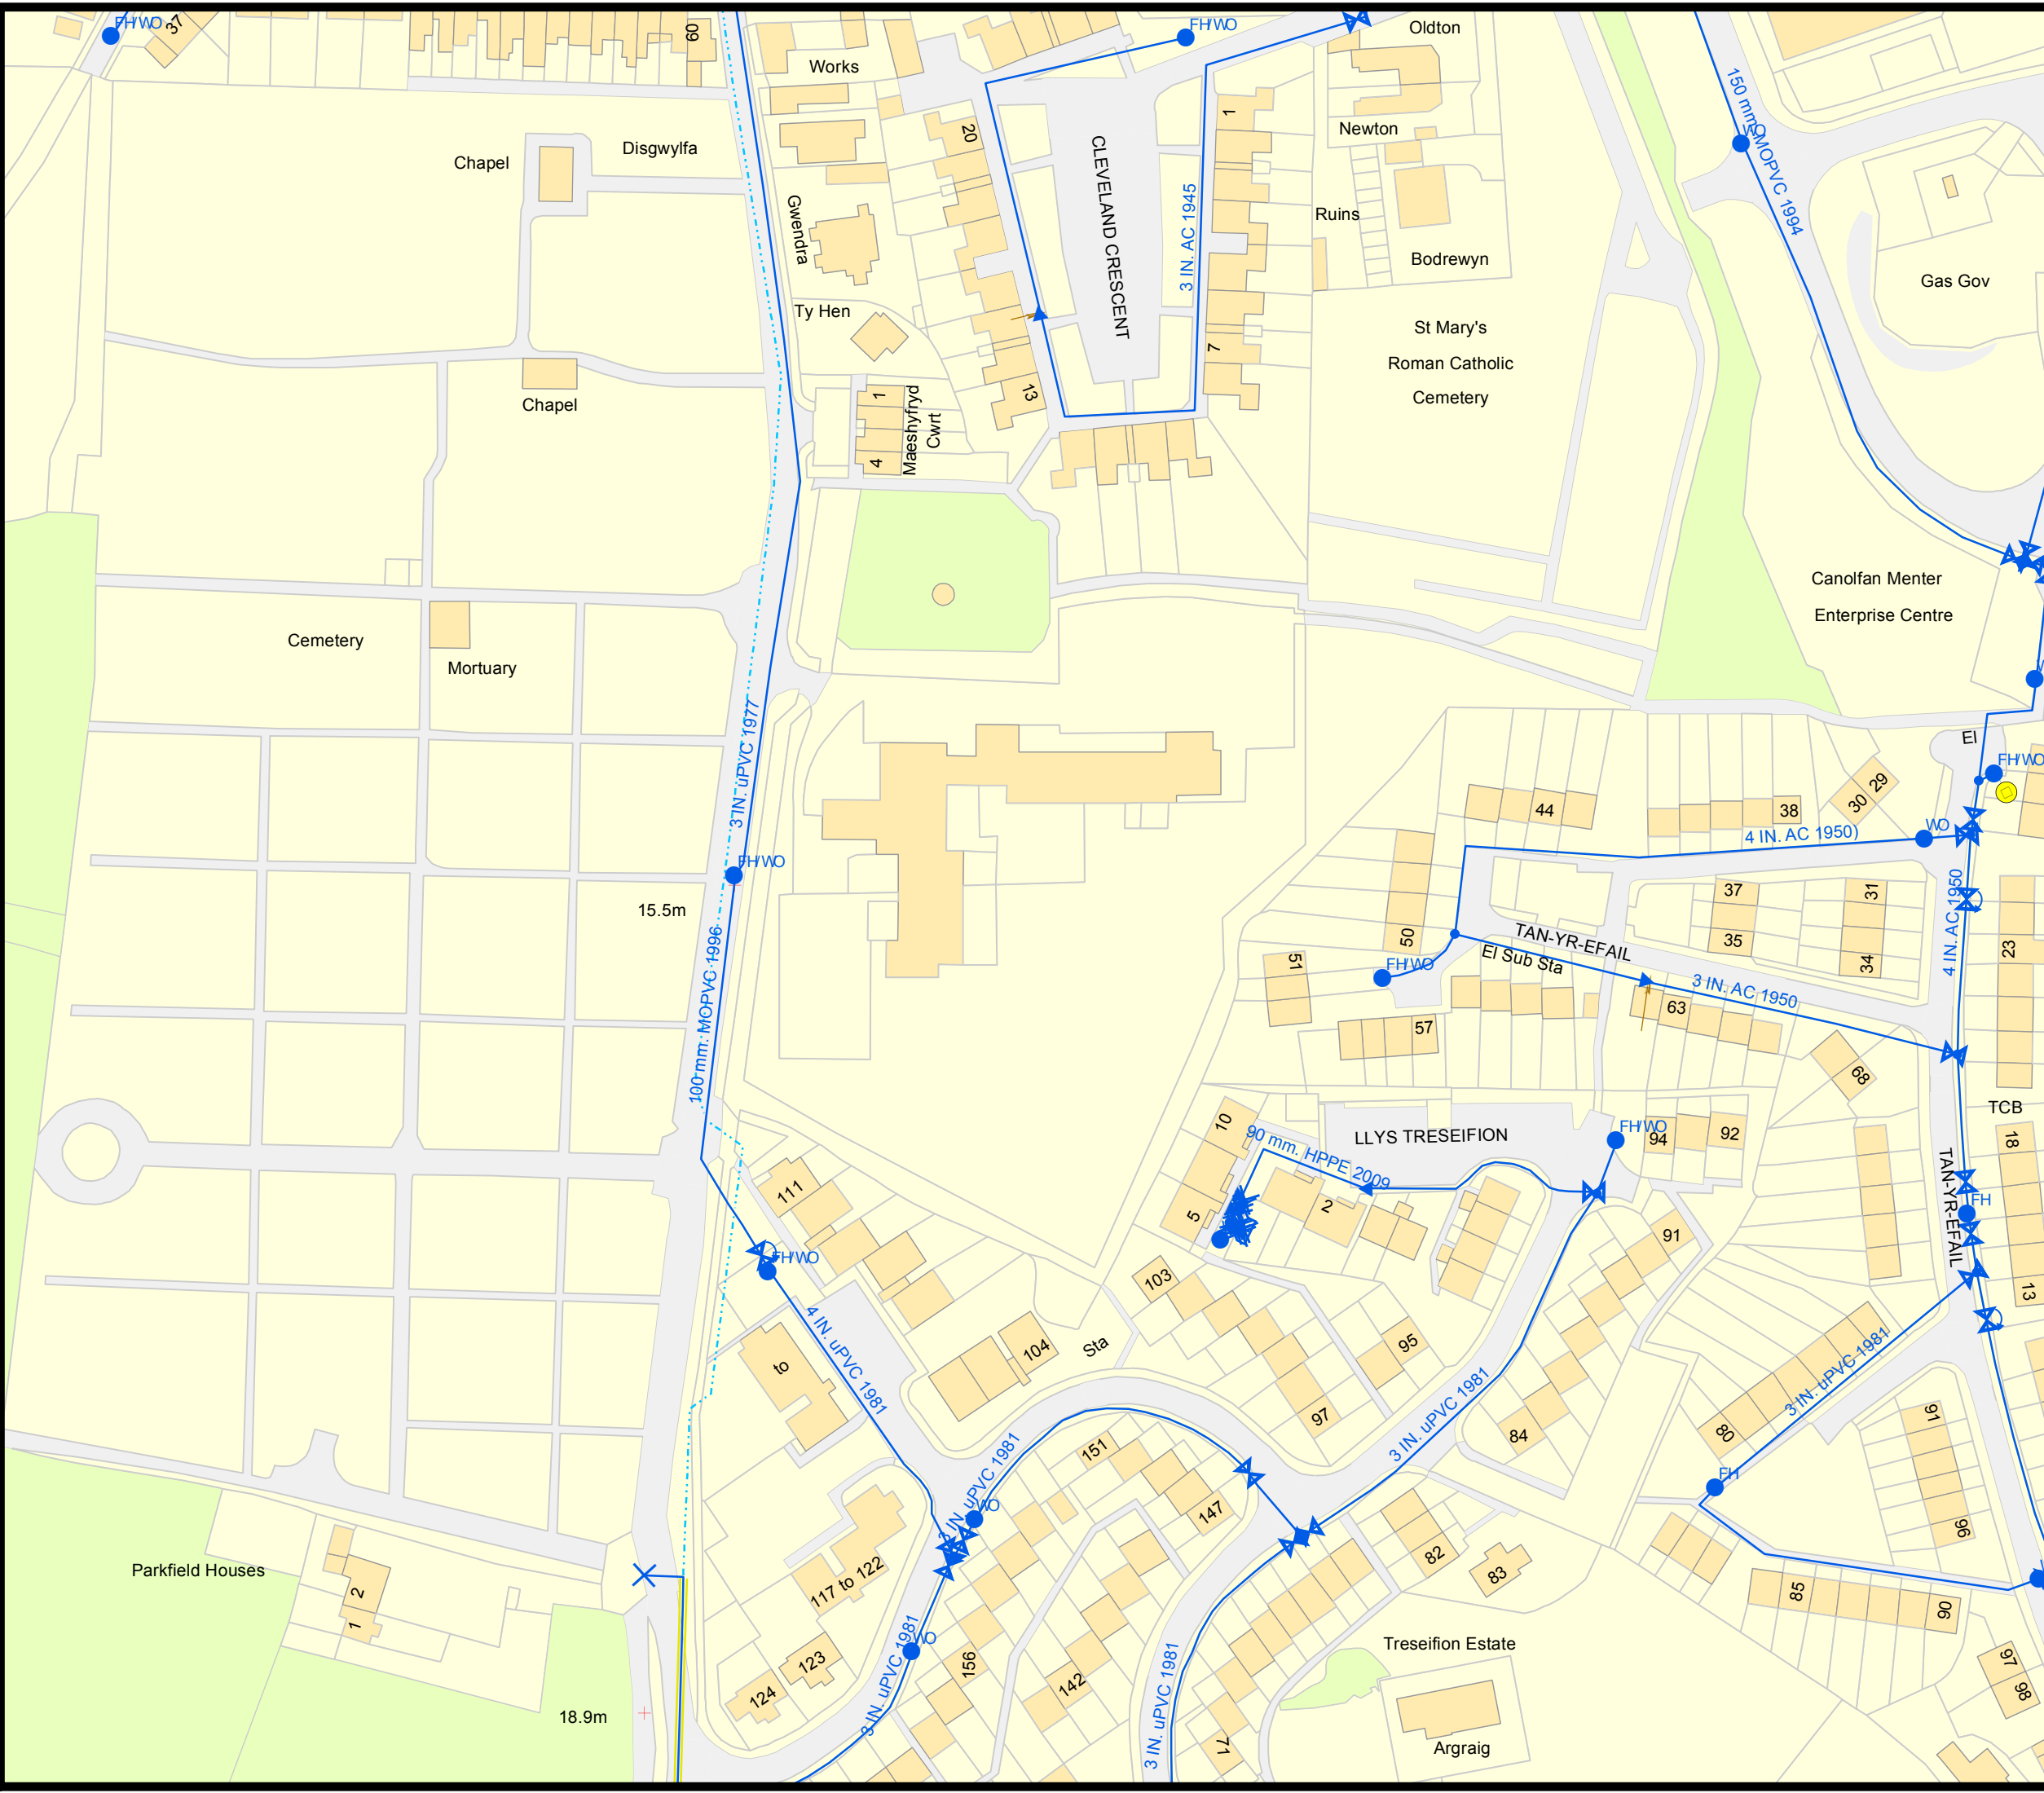 FH/WO
37
60
Works
FH/WO
Oldton
150 mm. MOPVC 1994
WO
Chapel
Disgwylfa
20
CLEVELAND CRESCENT
1
Newton
Gwendra
3 IN. AC 1945
Ruins
Bodrewyn
Gas Gov
Ty Hen
St Mary's
Roman Catholic
Cemetery
7
13
Chapel
1
4
Maeshyfryd
Cwrt
Canolfan Menter
Enterprise Centre
Cemetery
Mortuary
3 IN. uPVC 1977
El
FH/WO
44
38
30
29
WO
4 IN. AC 1950)
FH/WO
15.5m
37
35
31
34
4 IN. AC 1950
23
50
51
TAN-YR-EFAIL
El Sub Sta
FH/WO
3 IN. AC 1950
63
57
68
100 mm. MOPVC 1996
TCB
10
90 mm. HPPE 2009
LLYS TRESEIFION
FH/WO
94
92
18
TAN-YR-EFAIL
FH
111
5
2
91
13
FH/WO
103
4 IN. uPVC 1981
to
104
Sta
95
97
3 IN. uPVC 1981
84
80
3 IN. uPVC 1981
91
96
151
147
3 IN. uPVC 1981
WO
FH
82
83
Parkfield Houses
2
1
117 to 122
85
90
123
124
3 IN. uPVC 1981
WO
156
142
3 IN. uPVC 1981
Treseifion Estate
97
98
18.9m
71
Argraig